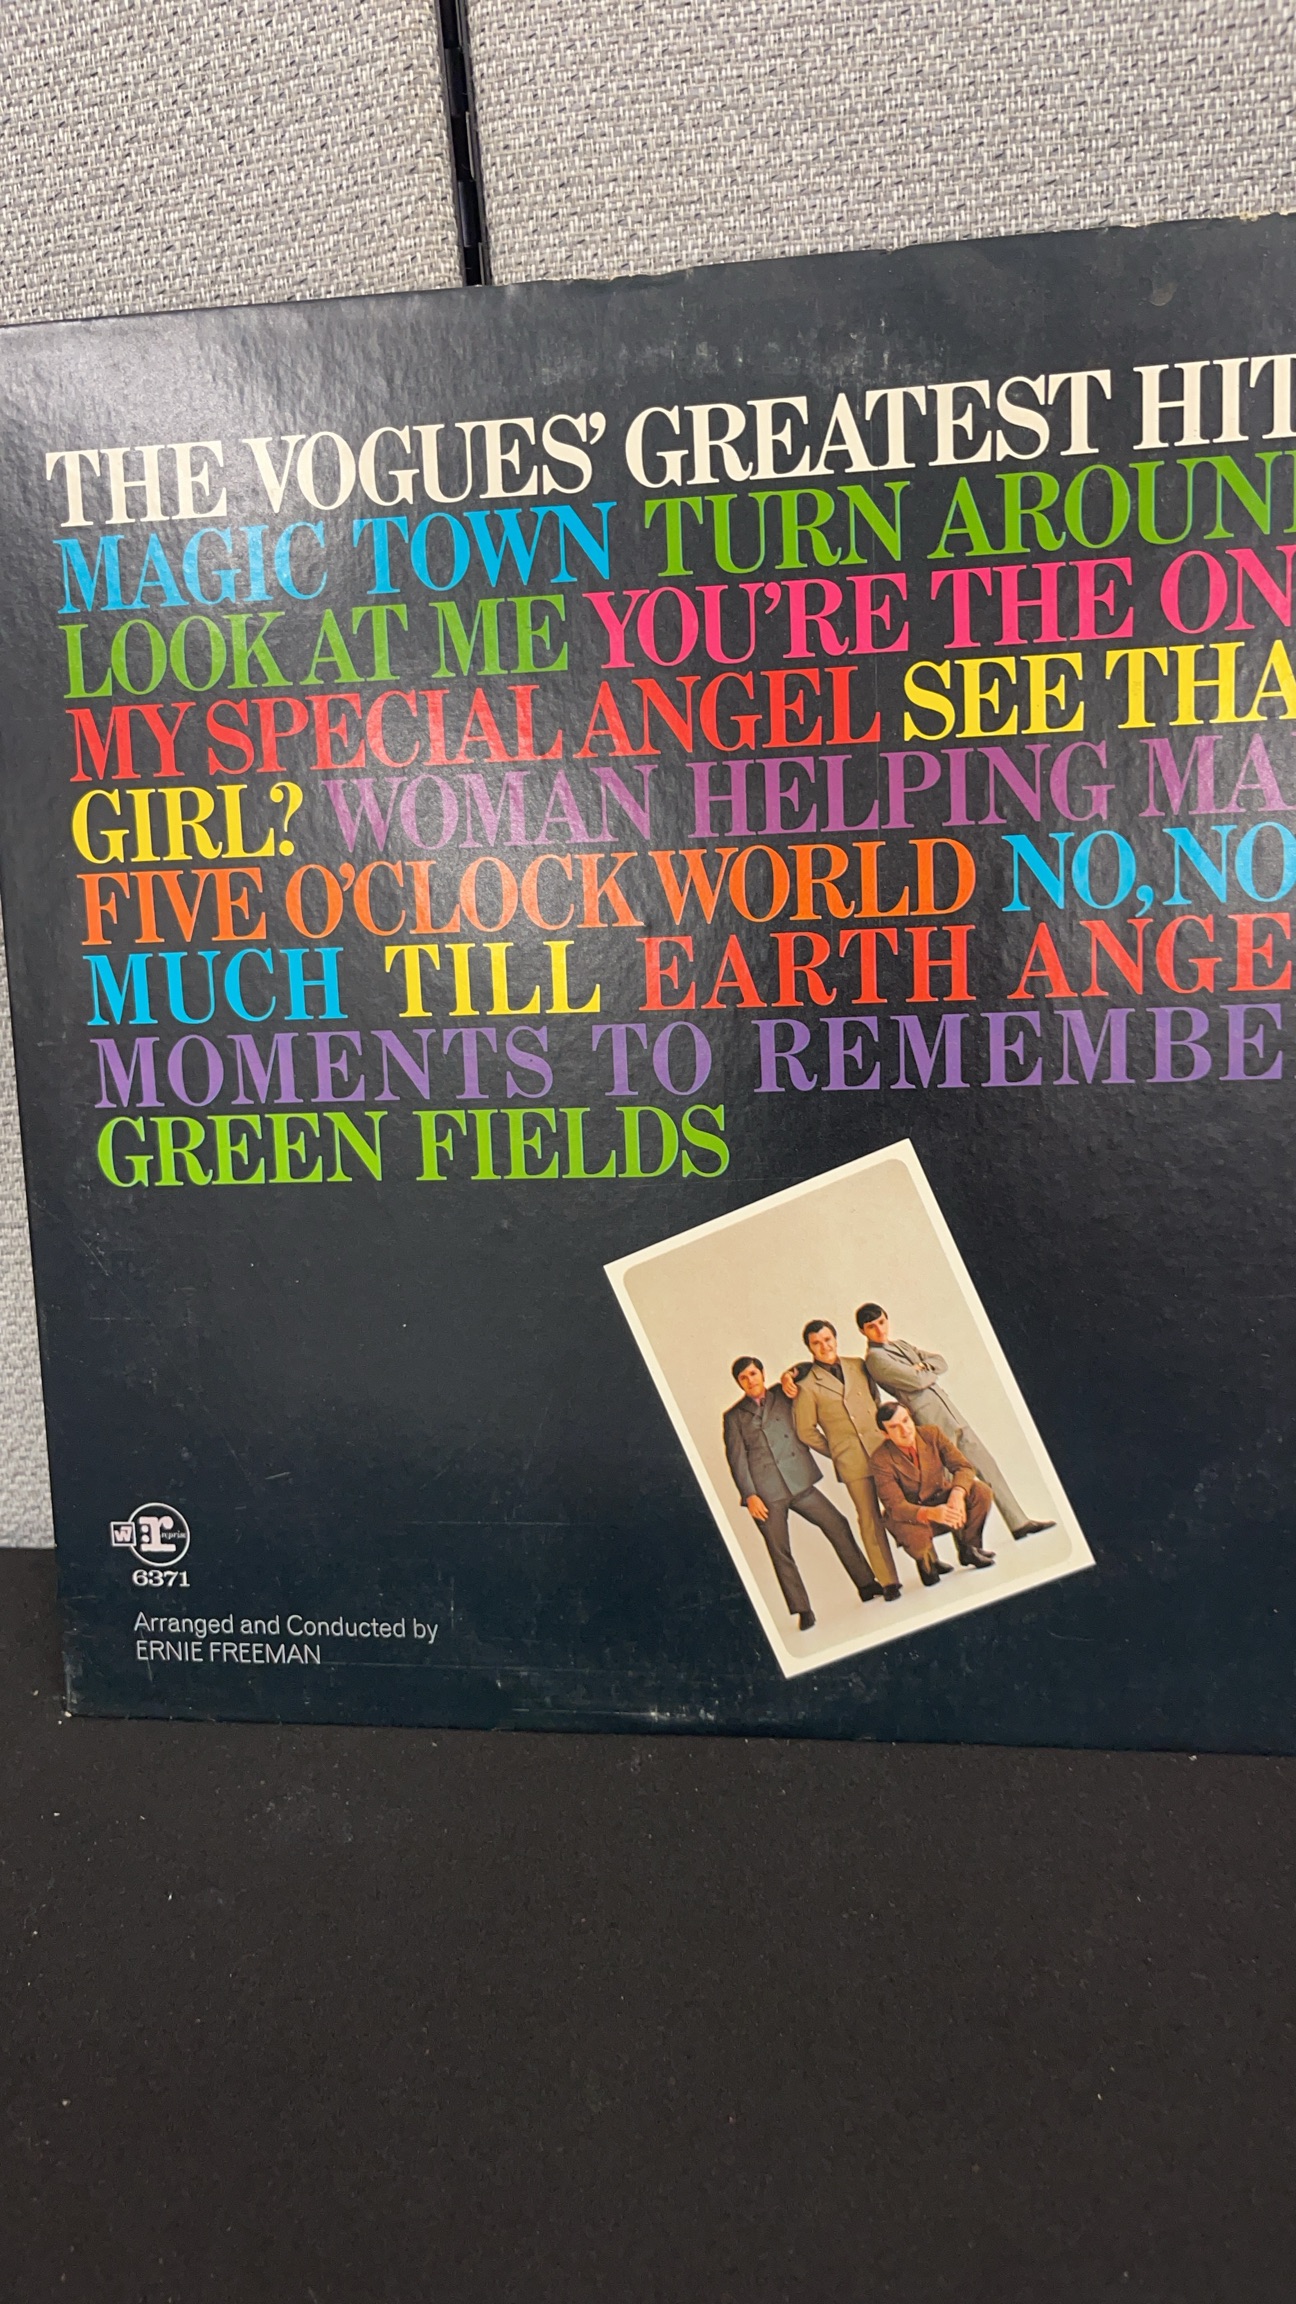 THE VOGUES' GREATEST HIT
MAGIC TOWN TURN AROUN
LOOK AT ME YOU'RE THE ON
MY SPECIAL ANGEL SEE THA
GIRL? WOMAN HELPING MA
FIVE O'CLOCK WORLD NO, NO
MUCH TILL EARTH ANGE
MOMENTS TO REMEMBE
GREEN FIELDS
W :r reprise
6371
Arranged and Conducted by
ERNIE FREEMAN